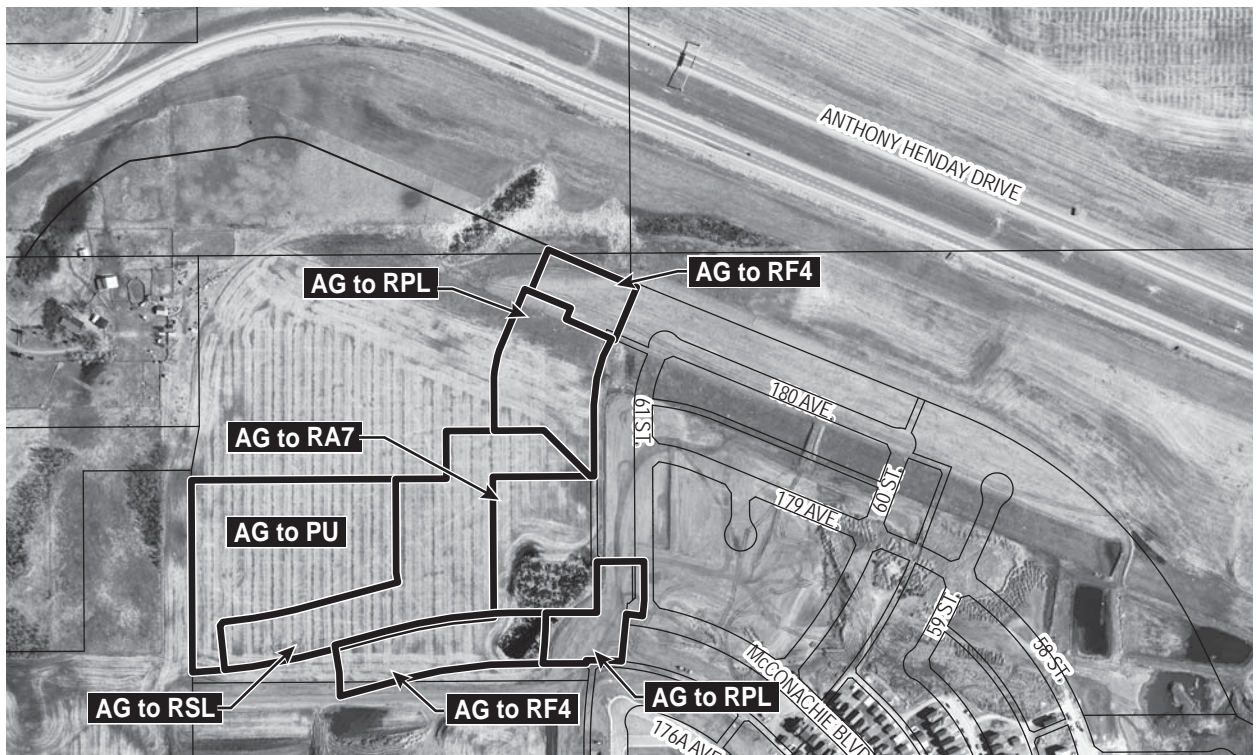 ANTHONY HENDAY DRIVE
AG to RF4
AG to RPL
180 AVE.
61 ST.
AG to RA7
60 ST.
179 AVE.
AG to PU
59 ST.
58 ST.
McCONACHIE BLVD
AG to RSL
AG to RF4
AG to RPL
176A AVE